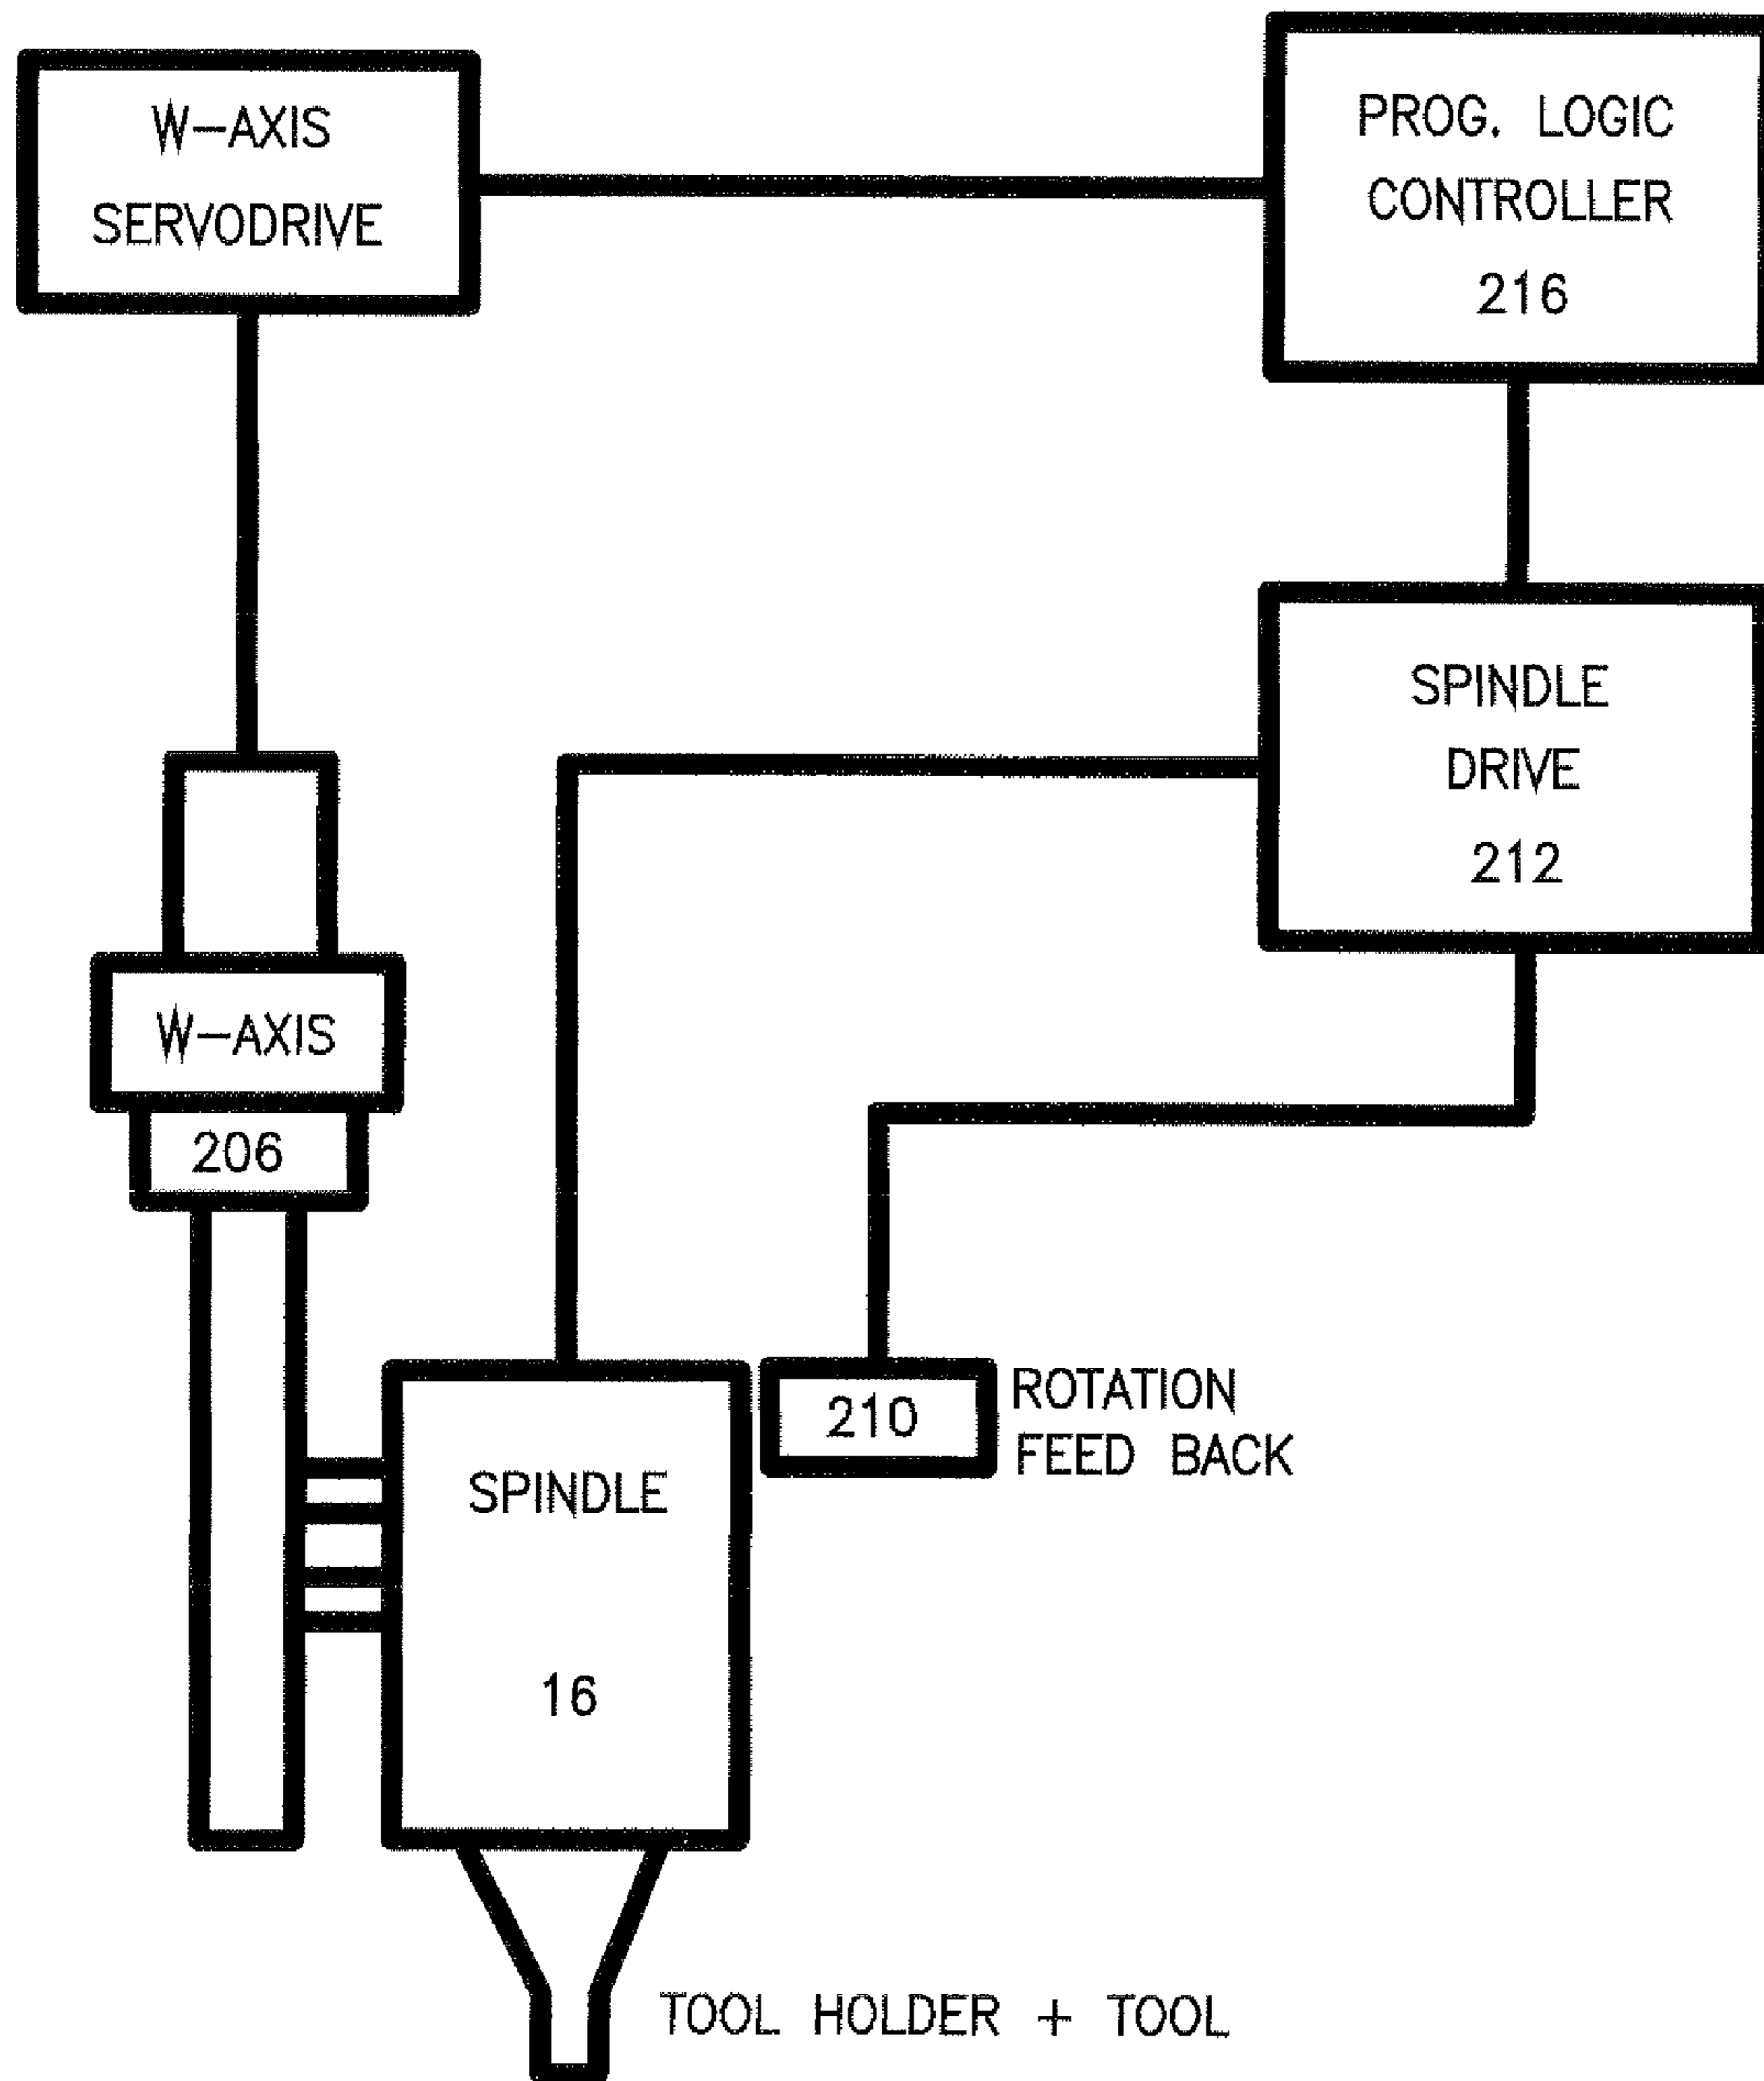 W-AXIS
SERVODRIVE
PROG. LOGIC
CONTROLLER
216
SPINDLE
DRIVE
212
W-AXIS
206
210
ROTATION
FEED BACK
SPINDLE
16
TOOL HOLDER + TOOL